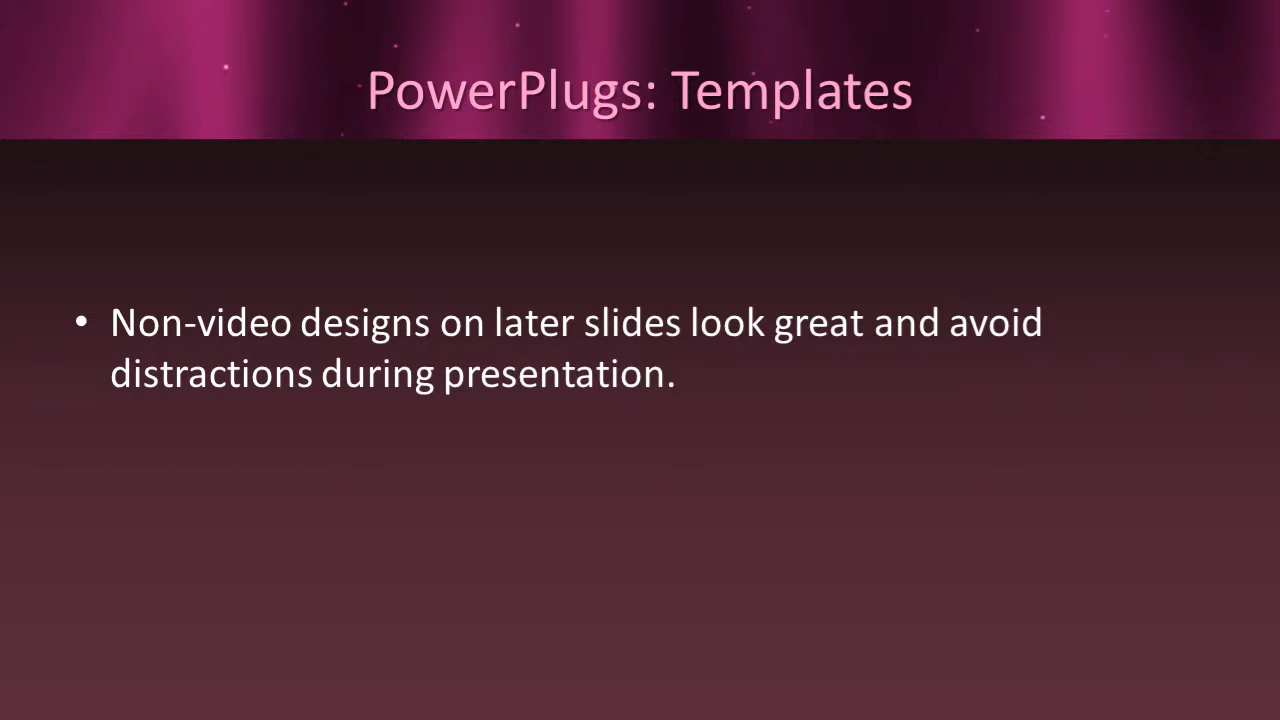 PowerPlugs: Templates
• Non-video designs on later slides look great and avoid
distractions during presentation.